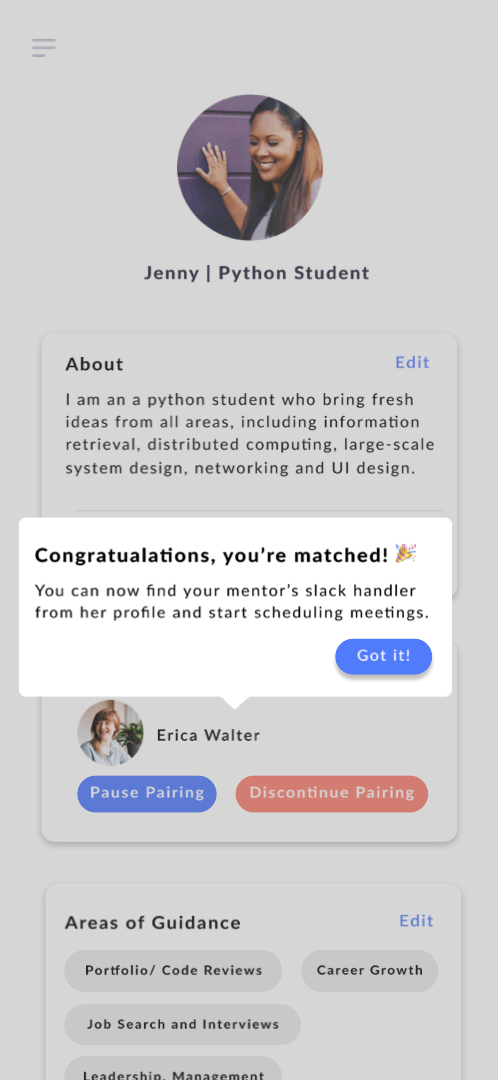 Jenny | Python Student
About
Edit
I am an a python student who bring fresh
ideas from all areas, including information
retrieval, distributed computing, large-scale
system design, networking and UI design.
Congratualations, you're matched! 🎉
You can now find your mentor's slack handler
from her profile and start scheduling meetings.
Got it!
Erica Walter
Pause Pairing
Discontinue Pairing
Areas of Guidance
Edit
Portfolio/ Code Reviews
Career Growth
Job Search and Interviews
Leadership, Management